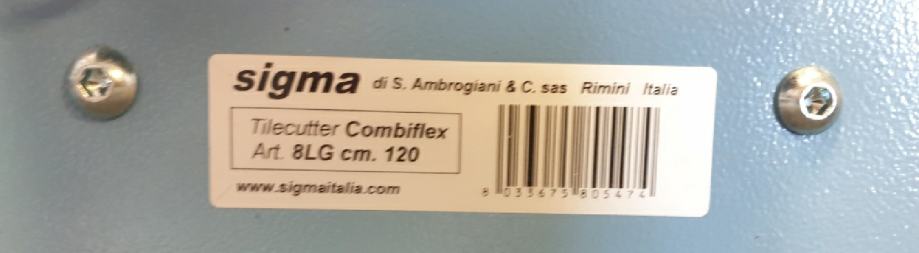 sigma di S. Ambrogiani & C. sas Rimini Italia
Tilecutter Combiflex
Art. 8LG cm. 120
www.sigmaitalia.com
8 033675 805474